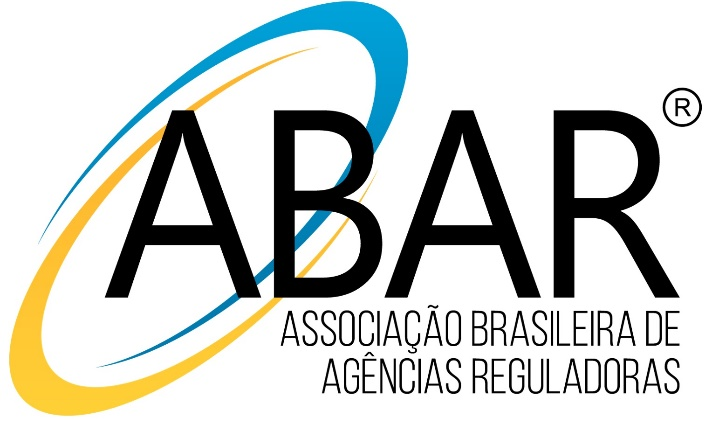 ABAR®
ASSOCIAÇÃO BRASILEIRA DE
AGÊNCIAS REGULADORAS